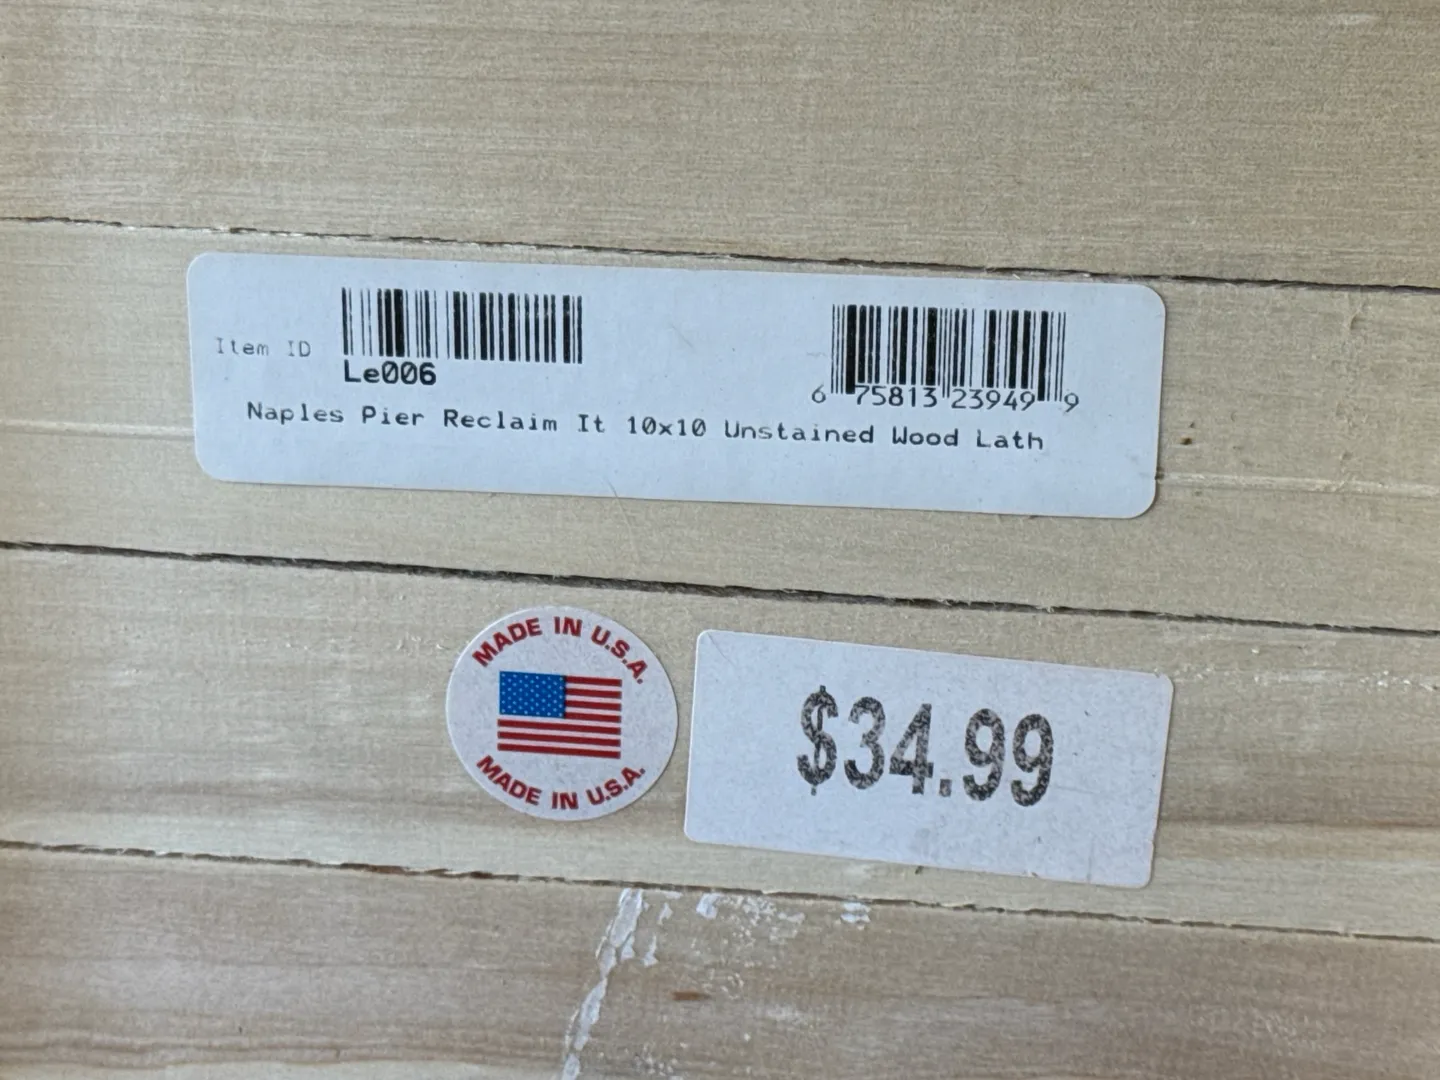 Item ID
Le006
6 75813 23949 9
Naples Pier Reclaim It 10x10 Unstained Wood Lath
MADE IN U.S.A.
MADE IN U.S.A.
$34.99